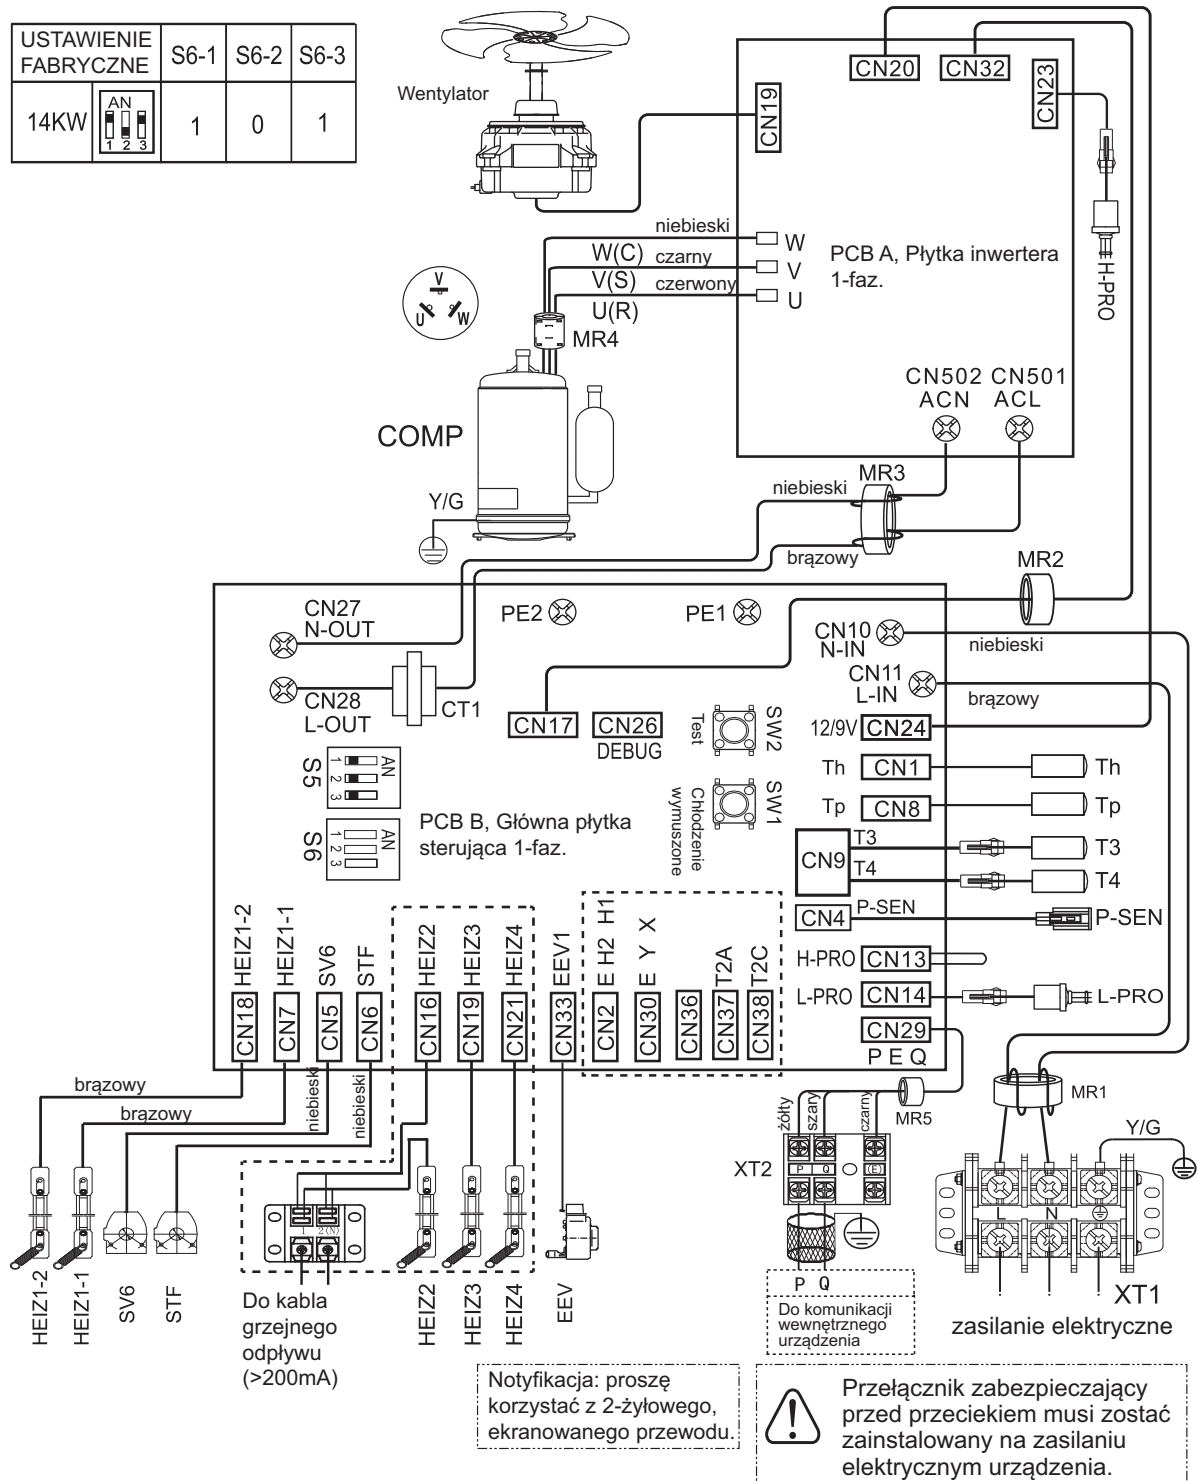 USTAWIENIE
FABRYCZNE
S6-1
S6-2
S6-3
14KW
AN
1 2 3
1
0
1
Wentylator
CN20
CN32
CN23
CN19
H-PRO
niebieski
W
W(C)
czarny
V
V(S)
czerwony
U
U(R)
MR4
V
U
W
PCB A, Płytka inwertera
1-faz.
CN502
ACN
CN501
ACL
COMP
Y/G
niebieski
MR3
brązowy
MR2
CN27
N-OUT
PE2
PE1
CN10
N-IN
niebieski
CN11
L-IN
brązowy
CN28
L-OUT
CT1
CN17
CN26
DEBUG
SW2
Test
12/9V
CN24
SW1
Chłodzenie
wymuszone
Th
CN1
Th
Tp
CN8
Tp
S5
AN
1 2 3
S6
AN
1 2 3
PCB B, Główna płytka
sterująca 1-faz.
CN9
T3
T3
T4
T4
CN4
P-SEN
P-SEN
H-PRO
CN13
L-PRO
CN14
L-PRO
CN29
P E Q
CN18
HEIZ1-2
CN7
HEIZ1-1
CN5
SV6
CN6
STF
CN16
HEIZ2
CN19
HEIZ3
CN21
HEIZ4
CN33
EEV1
CN2
E H2 H1
CN30
E Y X
CN36
CN37
T2A
CN38
T2C
brązowy
brązowy
niebieski
niebieski
żółty
szary
czarny
MR5
MR1
Y/G
XT2
P
Q
(E)
L
N
XT1
zasilanie elektryczne
1
2(N)
P Q
Do komunikacji
wewnętrznego
urządzenia
HEIZ1-2
HEIZ1-1
SV6
STF
Do kabla
grzejnego
odpływu
(>200mA)
HEIZ2
HEIZ3
HEIZ4
EEV
Notyfikacja: proszę
korzystać z 2-żyłowego,
ekranowanego przewodu.
Przełącznik zabezpieczający
przed przeciekiem musi zostać
zainstalowany na zasilaniu
elektrycznym urządzenia.